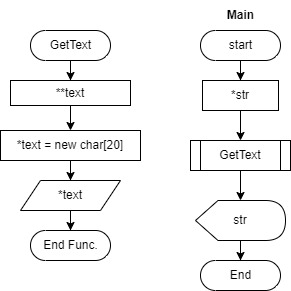 Main
GetText
**text
*text = new char[20]
*text
End Func.
start
*str
GetText
str
End